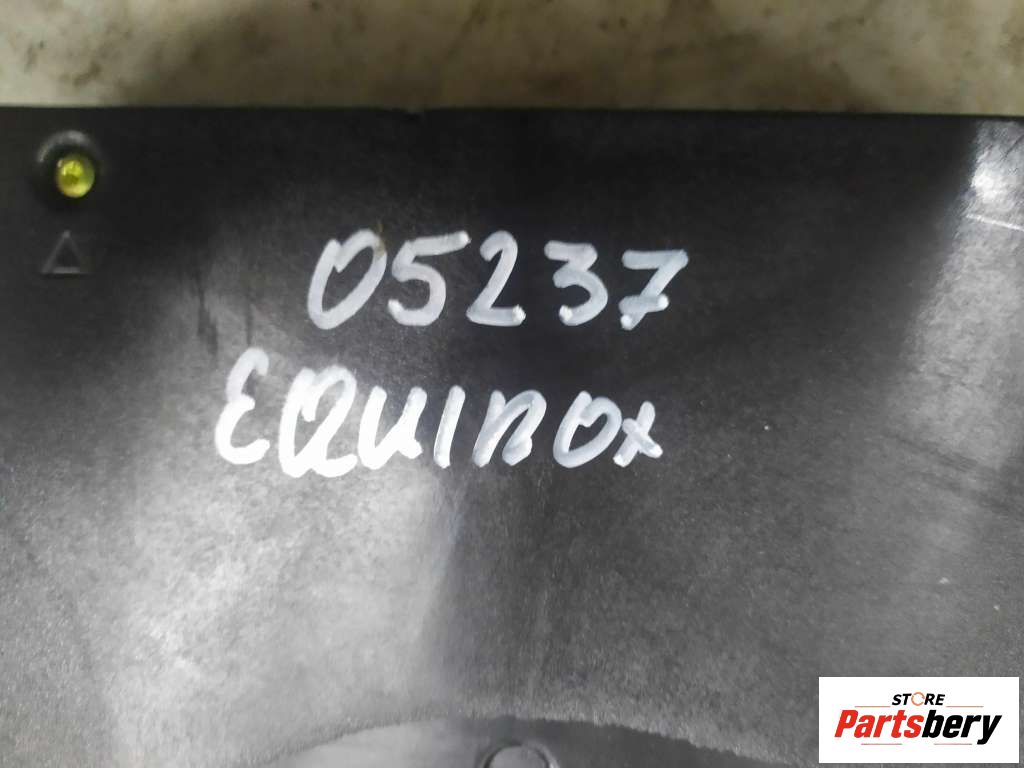 05237
EQUINOX
STORE
Partsbery